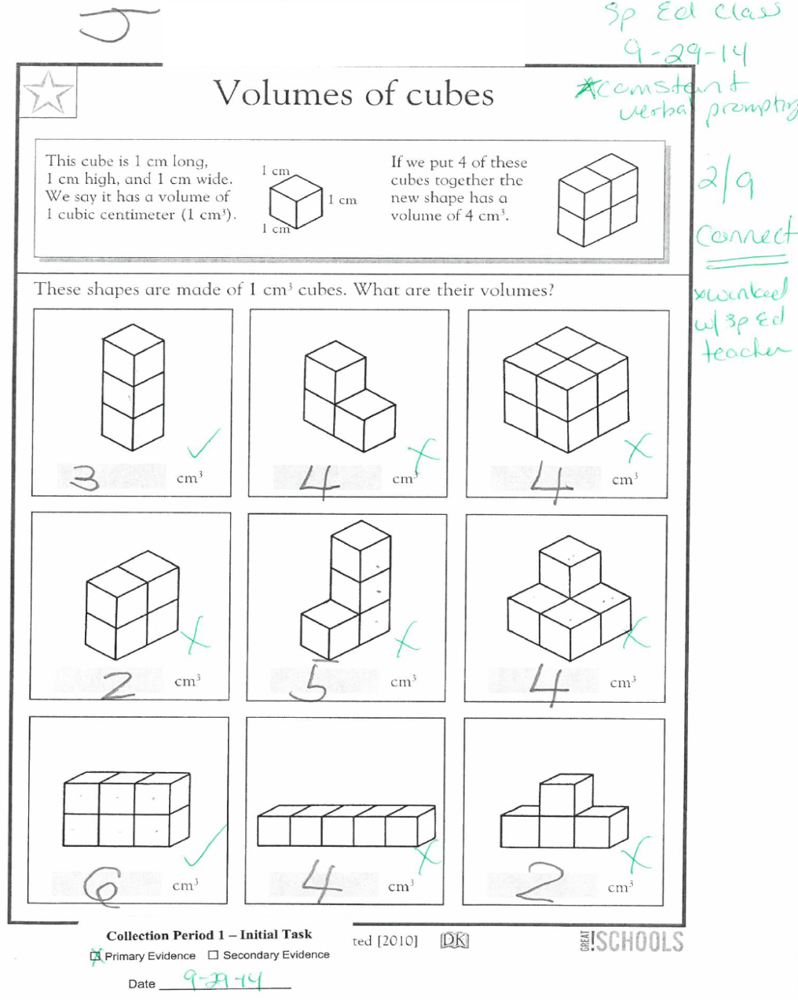 J
Sp Ed Class
9-29-14
*constant
verbal prompting
Volumes of cubes
This cube is 1 cm long,
1 cm high, and 1 cm wide.
We say it has a volume of
1 cubic centimeter (1 cm³).
1 cm
1 cm
1 cm
If we put 4 of these
cubes together the
new shape has a
volume of 4 cm³.
2/9
Connect
xworked
w/ Sp Ed
teacher
These shapes are made of 1 cm³ cubes. What are their volumes?
3 cm³
4 cm³
4 cm³
2 cm³
5 cm³
4 cm³
6 cm³
4 cm³
2 cm³
Collection Period 1 – Initial Task
ted [2010] DK GREAT!SCHOOLS
X Primary Evidence ☐ Secondary Evidence
Date 9-29-14